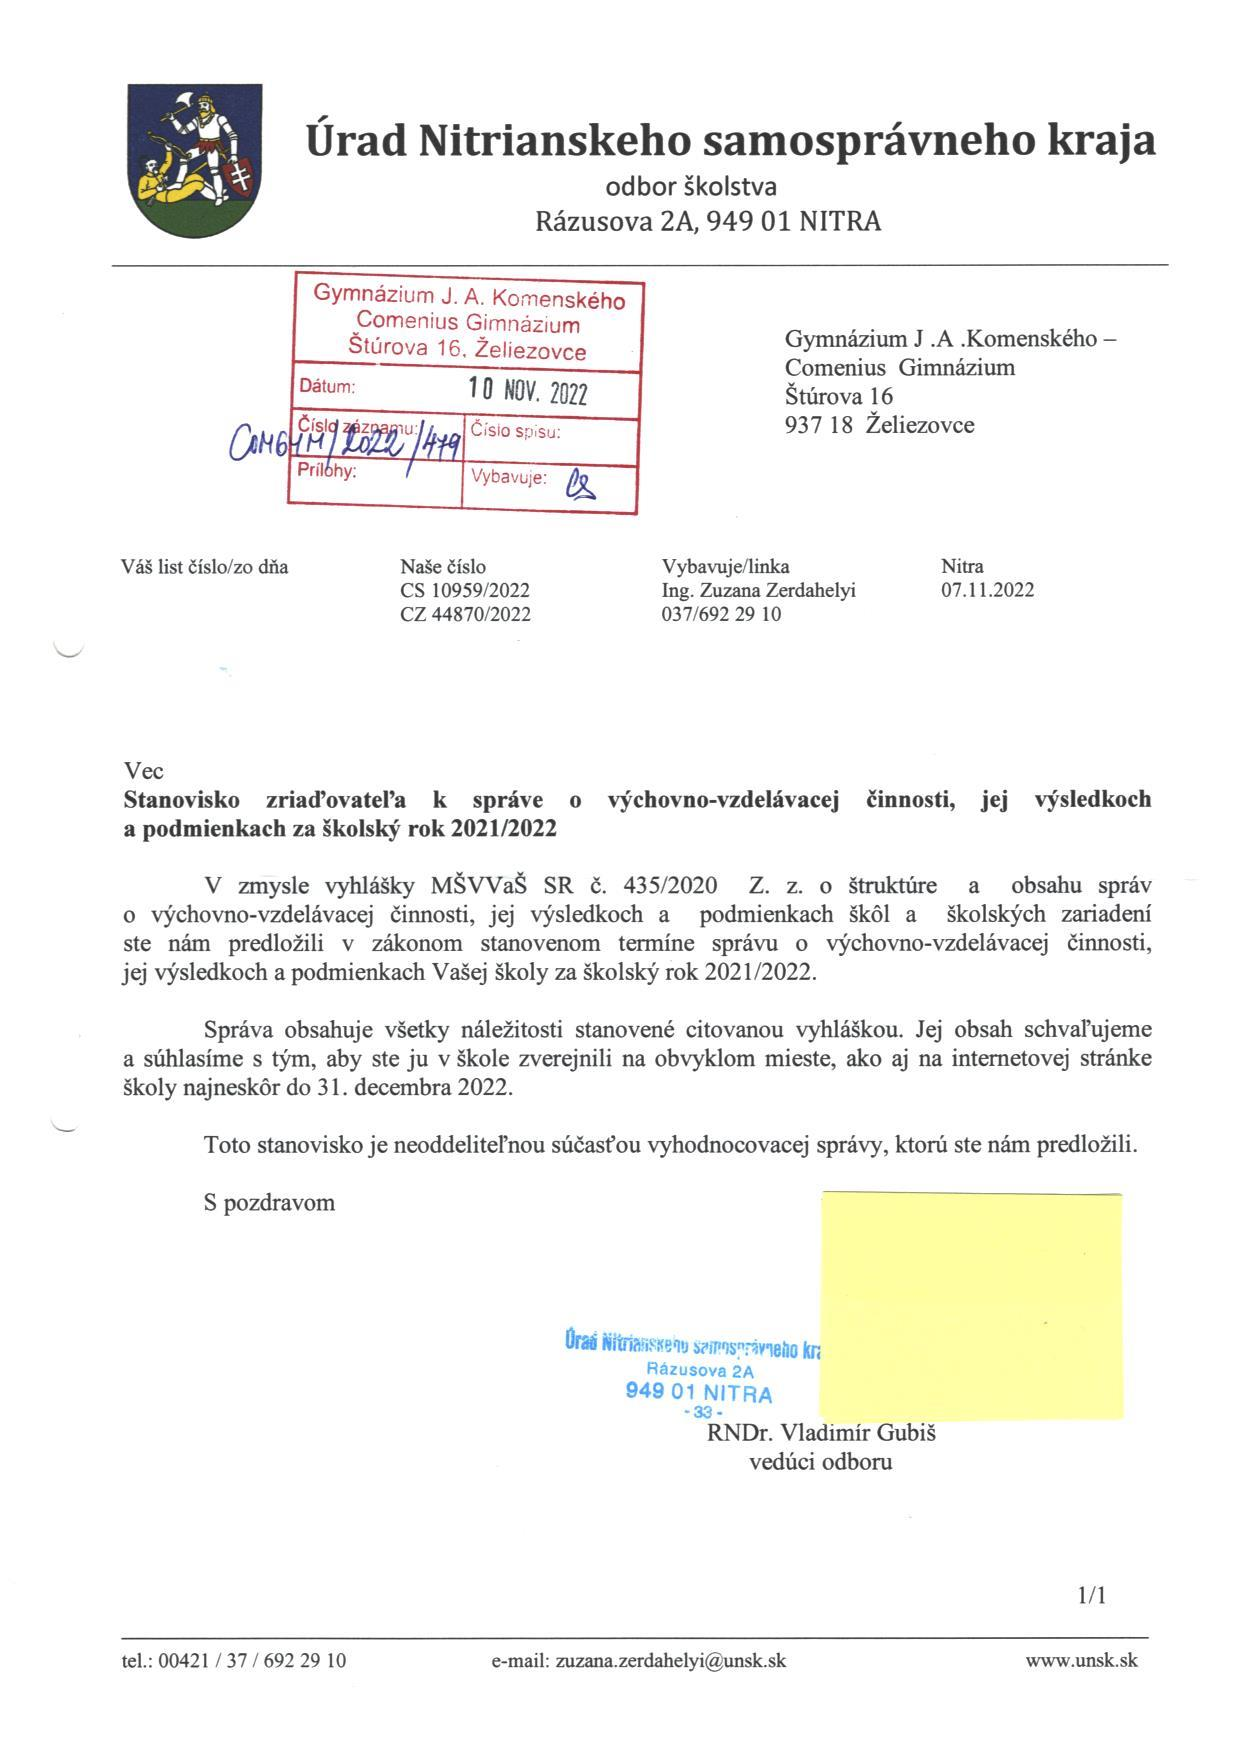 Úrad Nitrianskeho samosprávneho kraja
odbor školstva
Rázusova 2A, 949 01 NITRA
Gymnázium J. A. Komenského
Comenius Gimnázium
Štúrova 16, Želiezovce
Dátum: 10 NOV. 2022
Číslo záznamu: COMGYM/2022/479
Číslo spisu:
Prílohy:
Vybavuje:
Gymnázium J .A .Komenského –
Comenius Gimnázium
Štúrova 16
937 18 Želiezovce
Váš list číslo/zo dňa Naše číslo Vybavuje/linka Nitra
CS 10959/2022 Ing. Zuzana Zerdahelyi 07.11.2022
CZ 44870/2022 037/692 29 10
Vec
Stanovisko zriaďovateľa k správe o výchovno-vzdelávacej činnosti, jej výsledkoch
a podmienkach za školský rok 2021/2022
V zmysle vyhlášky MŠVVaŠ SR č. 435/2020 Z. z. o štruktúre a obsahu správ
o výchovno-vzdelávacej činnosti, jej výsledkoch a podmienkach škôl a školských zariadení
ste nám predložili v zákonom stanovenom termíne správu o výchovno-vzdelávacej činnosti,
jej výsledkoch a podmienkach Vašej školy za školský rok 2021/2022.
Správa obsahuje všetky náležitosti stanovené citovanou vyhláškou. Jej obsah schvaľujeme
a súhlasíme s tým, aby ste ju v škole zverejnili na obvyklom mieste, ako aj na internetovej stránke
školy najneskôr do 31. decembra 2022.
Toto stanovisko je neoddeliteľnou súčasťou vyhodnocovacej správy, ktorú ste nám predložili.
S pozdravom
Úrad Nitrianskeho samosprávneho kra
Rázusova 2A
949 01 NITRA
- 33 -
RNDr. Vladimír Gubiš
vedúci odboru
1/1
tel.: 00421 / 37 / 692 29 10 e-mail: zuzana.zerdahelyi@unsk.sk www.unsk.sk